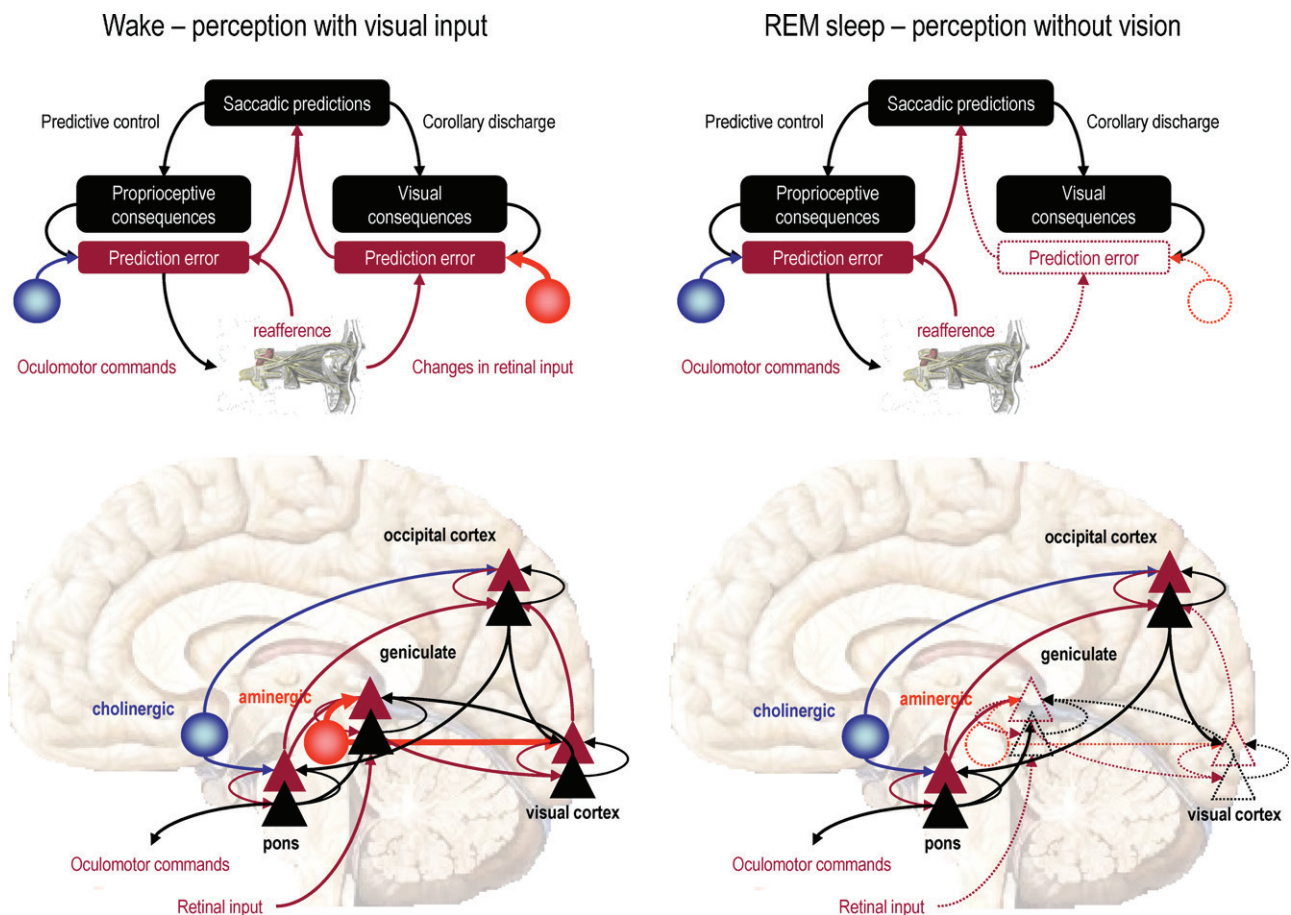 Wake – perception with visual input
Saccadic predictions
Predictive control
Corollary discharge
Proprioceptive
consequences
Visual
consequences
Prediction error
Prediction error
reafference
Oculomotor commands
Changes in retinal input
occipital cortex
geniculate
aminergic
cholinergic
visual cortex
pons
Oculomotor commands
Retinal input
REM sleep – perception without vision
Saccadic predictions
Predictive control
Corollary discharge
Proprioceptive
consequences
Visual
consequences
Prediction error
Prediction error
reafference
Oculomotor commands
occipital cortex
geniculate
aminergic
cholinergic
visual cortex
pons
Oculomotor commands
Retinal input